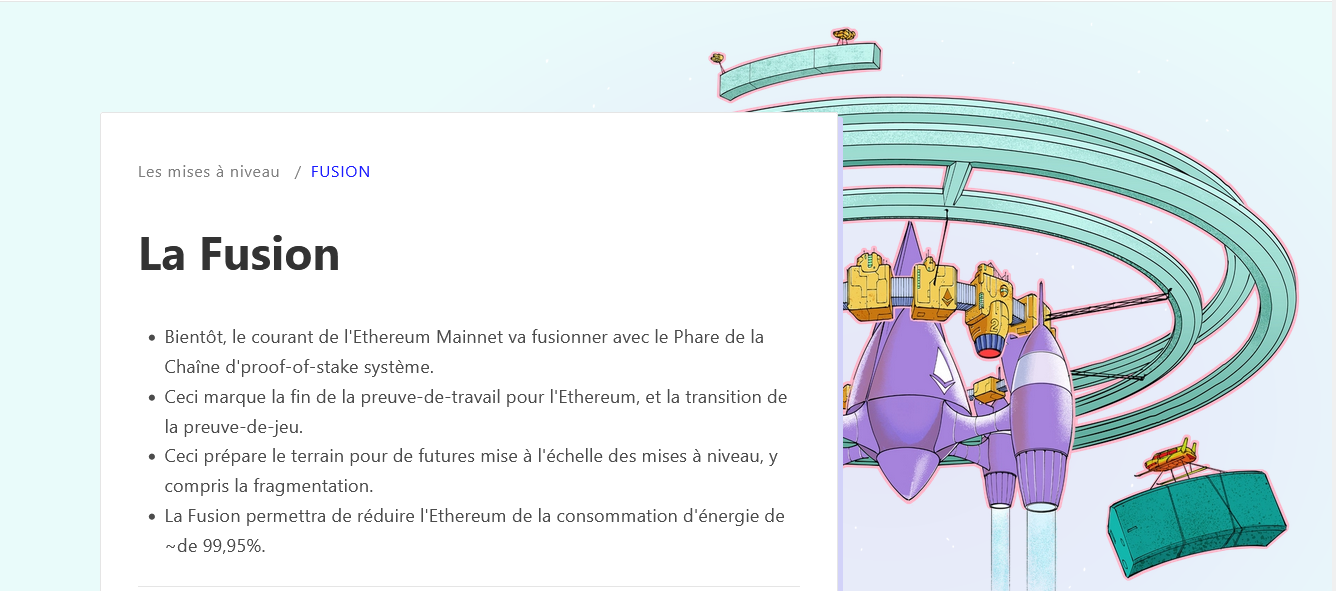 Les mises à niveau / FUSION
La Fusion
• Bientôt, le courant de l'Ethereum Mainnet va fusionner avec le Phare de la
Chaîne d'proof-of-stake système.
• Ceci marque la fin de la preuve-de-travail pour l'Ethereum, et la transition de
la preuve-de-jeu.
• Ceci prépare le terrain pour de futures mise à l'échelle des mises à niveau, y
compris la fragmentation.
• La Fusion permettra de réduire l'Ethereum de la consommation d'énergie de
~de 99,95%.
2